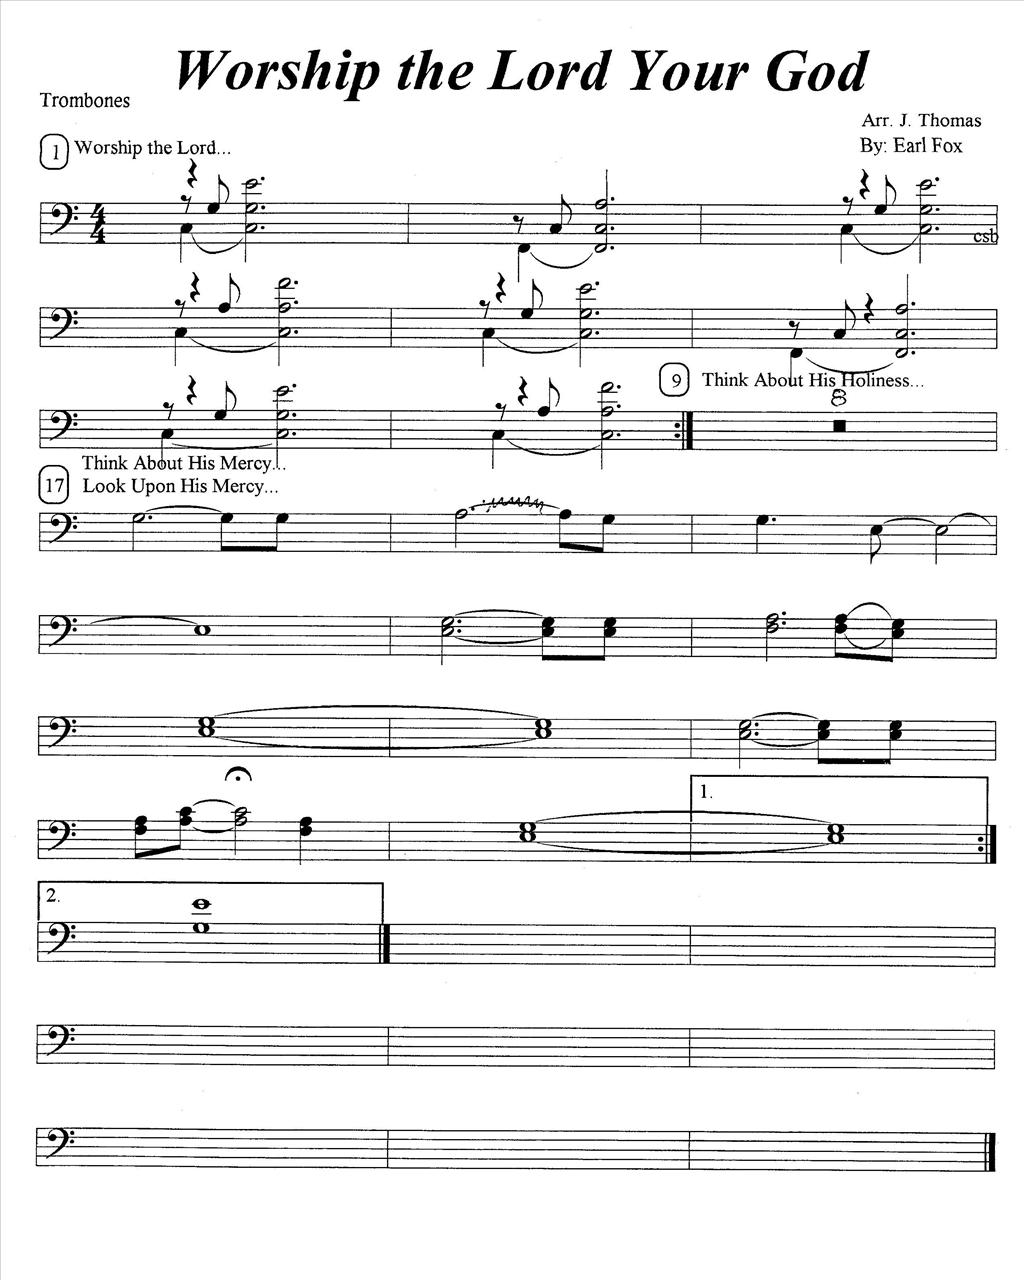 Worship the Lord Your God
Trombones
Arr. J. Thomas
By: Earl Fox
1 Worship the Lord...
4
4
csb
9 Think About His Holiness...
8
Think About His Mercy...
17 Look Upon His Mercy...
1.
2.